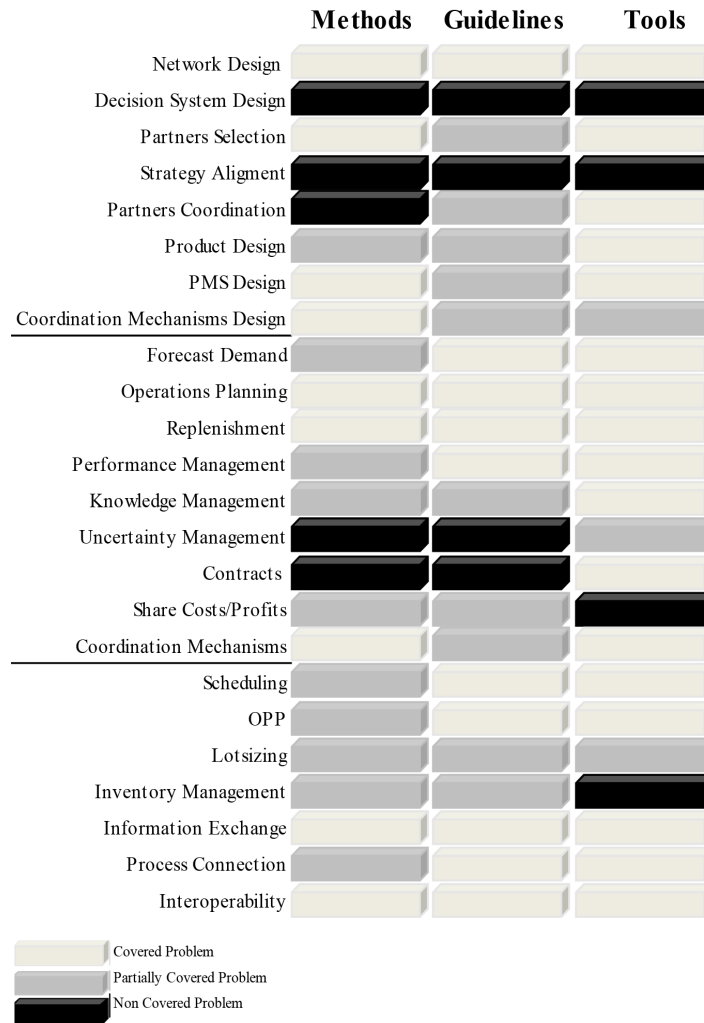 Methods Guidelines Tools
Network Design
Decision System Design
Partners Selection
Strategy Aligment
Partners Coordination
Product Design
PMS Design
Coordination Mechanisms Design
Forecast Demand
Operations Planning
Replenishment
Performance Management
Knowledge Management
Uncertainty Management
Contracts
Share Costs/Profits
Coordination Mechanisms
Scheduling
OPP
Lotsizing
Inventory Management
Information Exchange
Process Connection
Interoperability
Covered Problem
Partially Covered Problem
Non Covered Problem